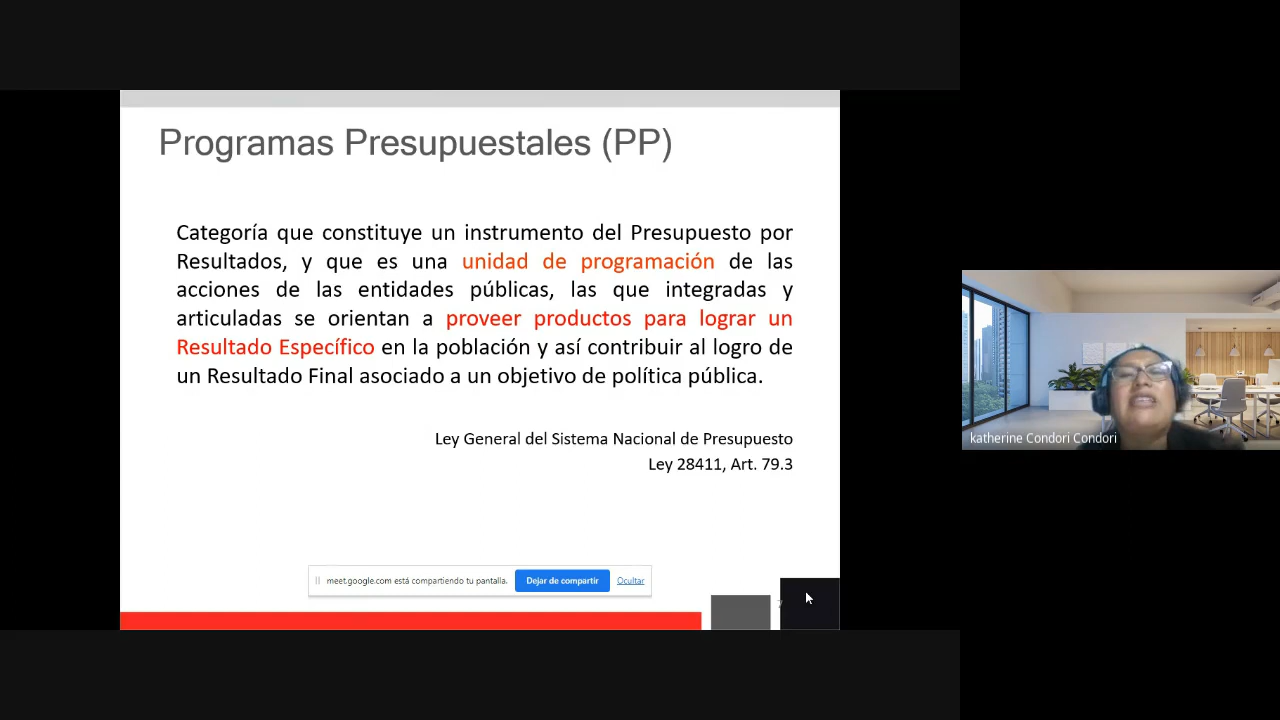 Programas Presupuestales (PP)
Categoría que constituye un instrumento del Presupuesto por
Resultados, y que es una unidad de programación de las
acciones de las entidades públicas, las que integradas y
articuladas se orientan a proveer productos para lograr un
Resultado Específico en la población y así contribuir al logro de
un Resultado Final asociado a un objetivo de política pública.
Ley General del Sistema Nacional de Presupuesto
Ley 28411, Art. 79.3
meet.google.com está compartiendo tu pantalla. Dejar de compartir Ocultar
katherine Condori Condori